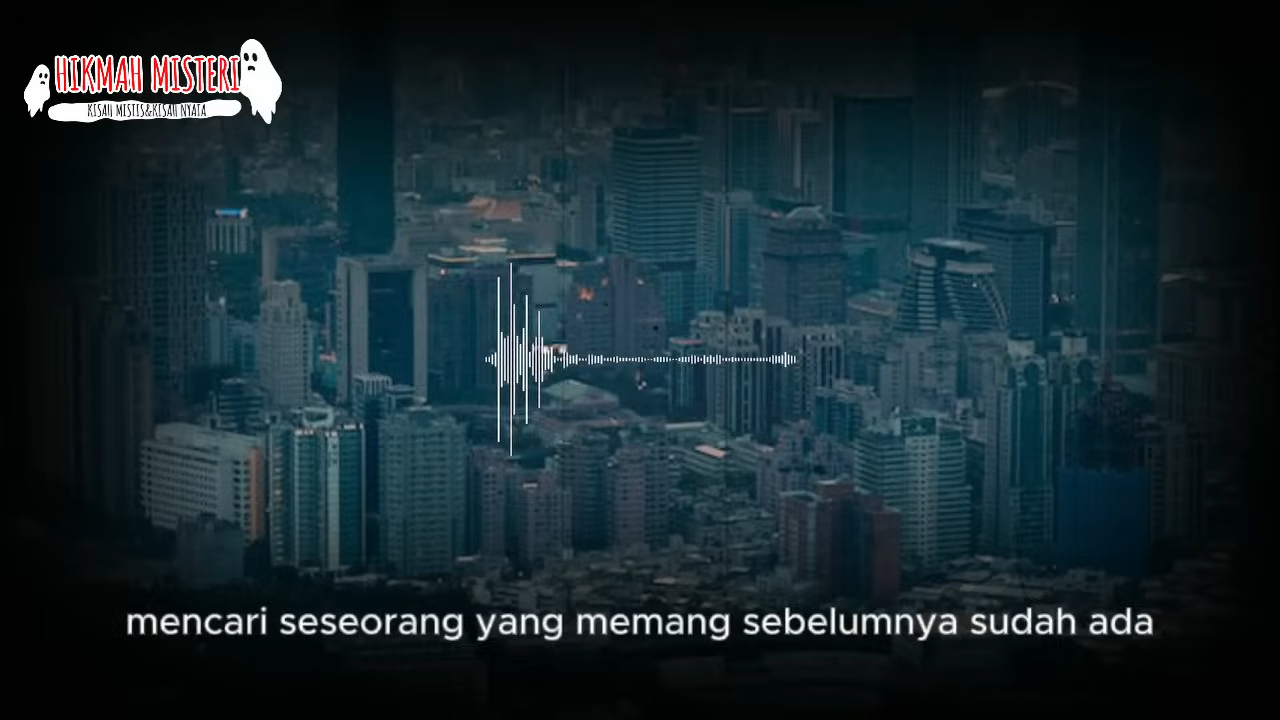 HIKMAH MISTERI
KISAH MISTIS&KISAH NYATA
mencari seseorang yang memang sebelumnya sudah ada